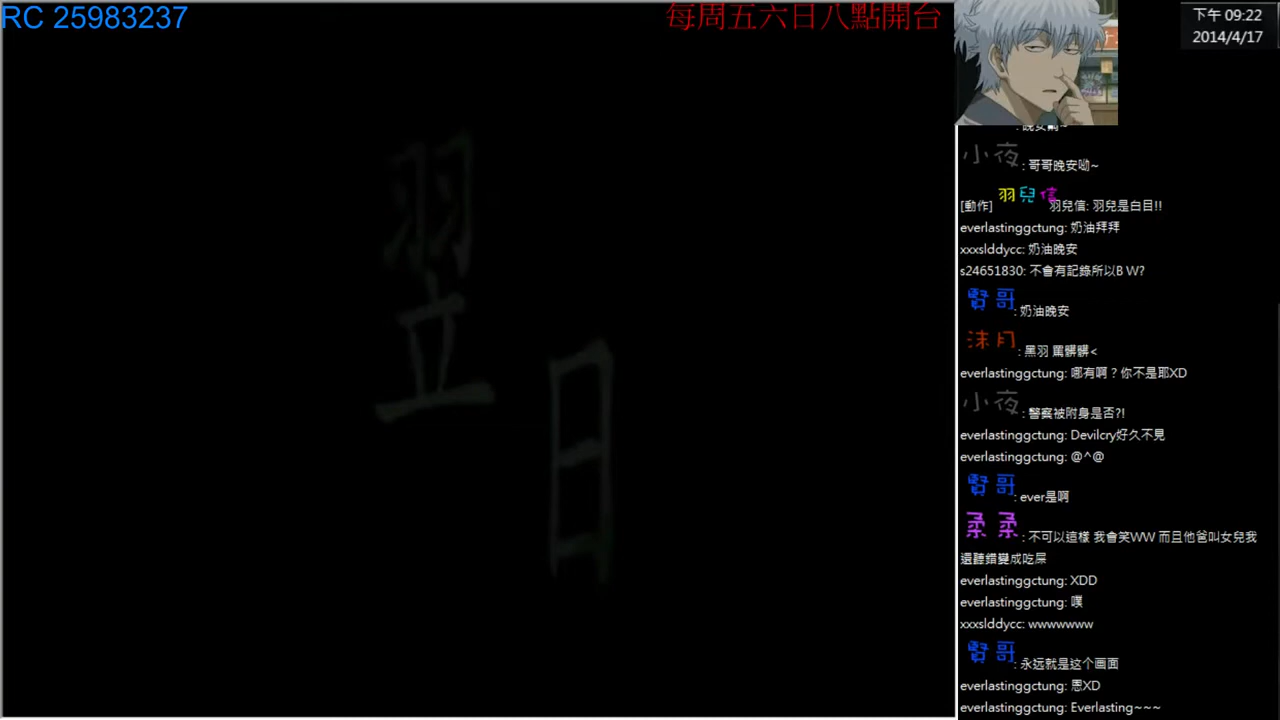 RC 25983237
每周五六日八點開台
下午 09:22
2014/4/17
翌日
小夜: 哥哥晚安呦~
[動作] 羽兒信 羽兒信: 羽兒是白目!!
everlastinggctung: 奶油拜拜
xxxslddycc: 奶油晚安
s24651830: 不會有記錄所以B W?
賢哥: 奶油晚安
沫月: 黑羽 罵髒髒<
everlastinggctung: 哪有啊？你不是耶XD
小夜: 警察被附身是否?!
everlastinggctung: Devilcry好久不見
everlastinggctung: @^@
賢哥: ever是啊
柔柔: 不可以這樣 我會笑WW 而且他爸叫女兒我
還聽錯變成吃屎
everlastinggctung: XDD
everlastinggctung: 噗
xxxslddycc: wwwwwww
賢哥: 永远就是这个画面
everlastinggctung: 恩XD
everlastinggctung: Everlasting~~~